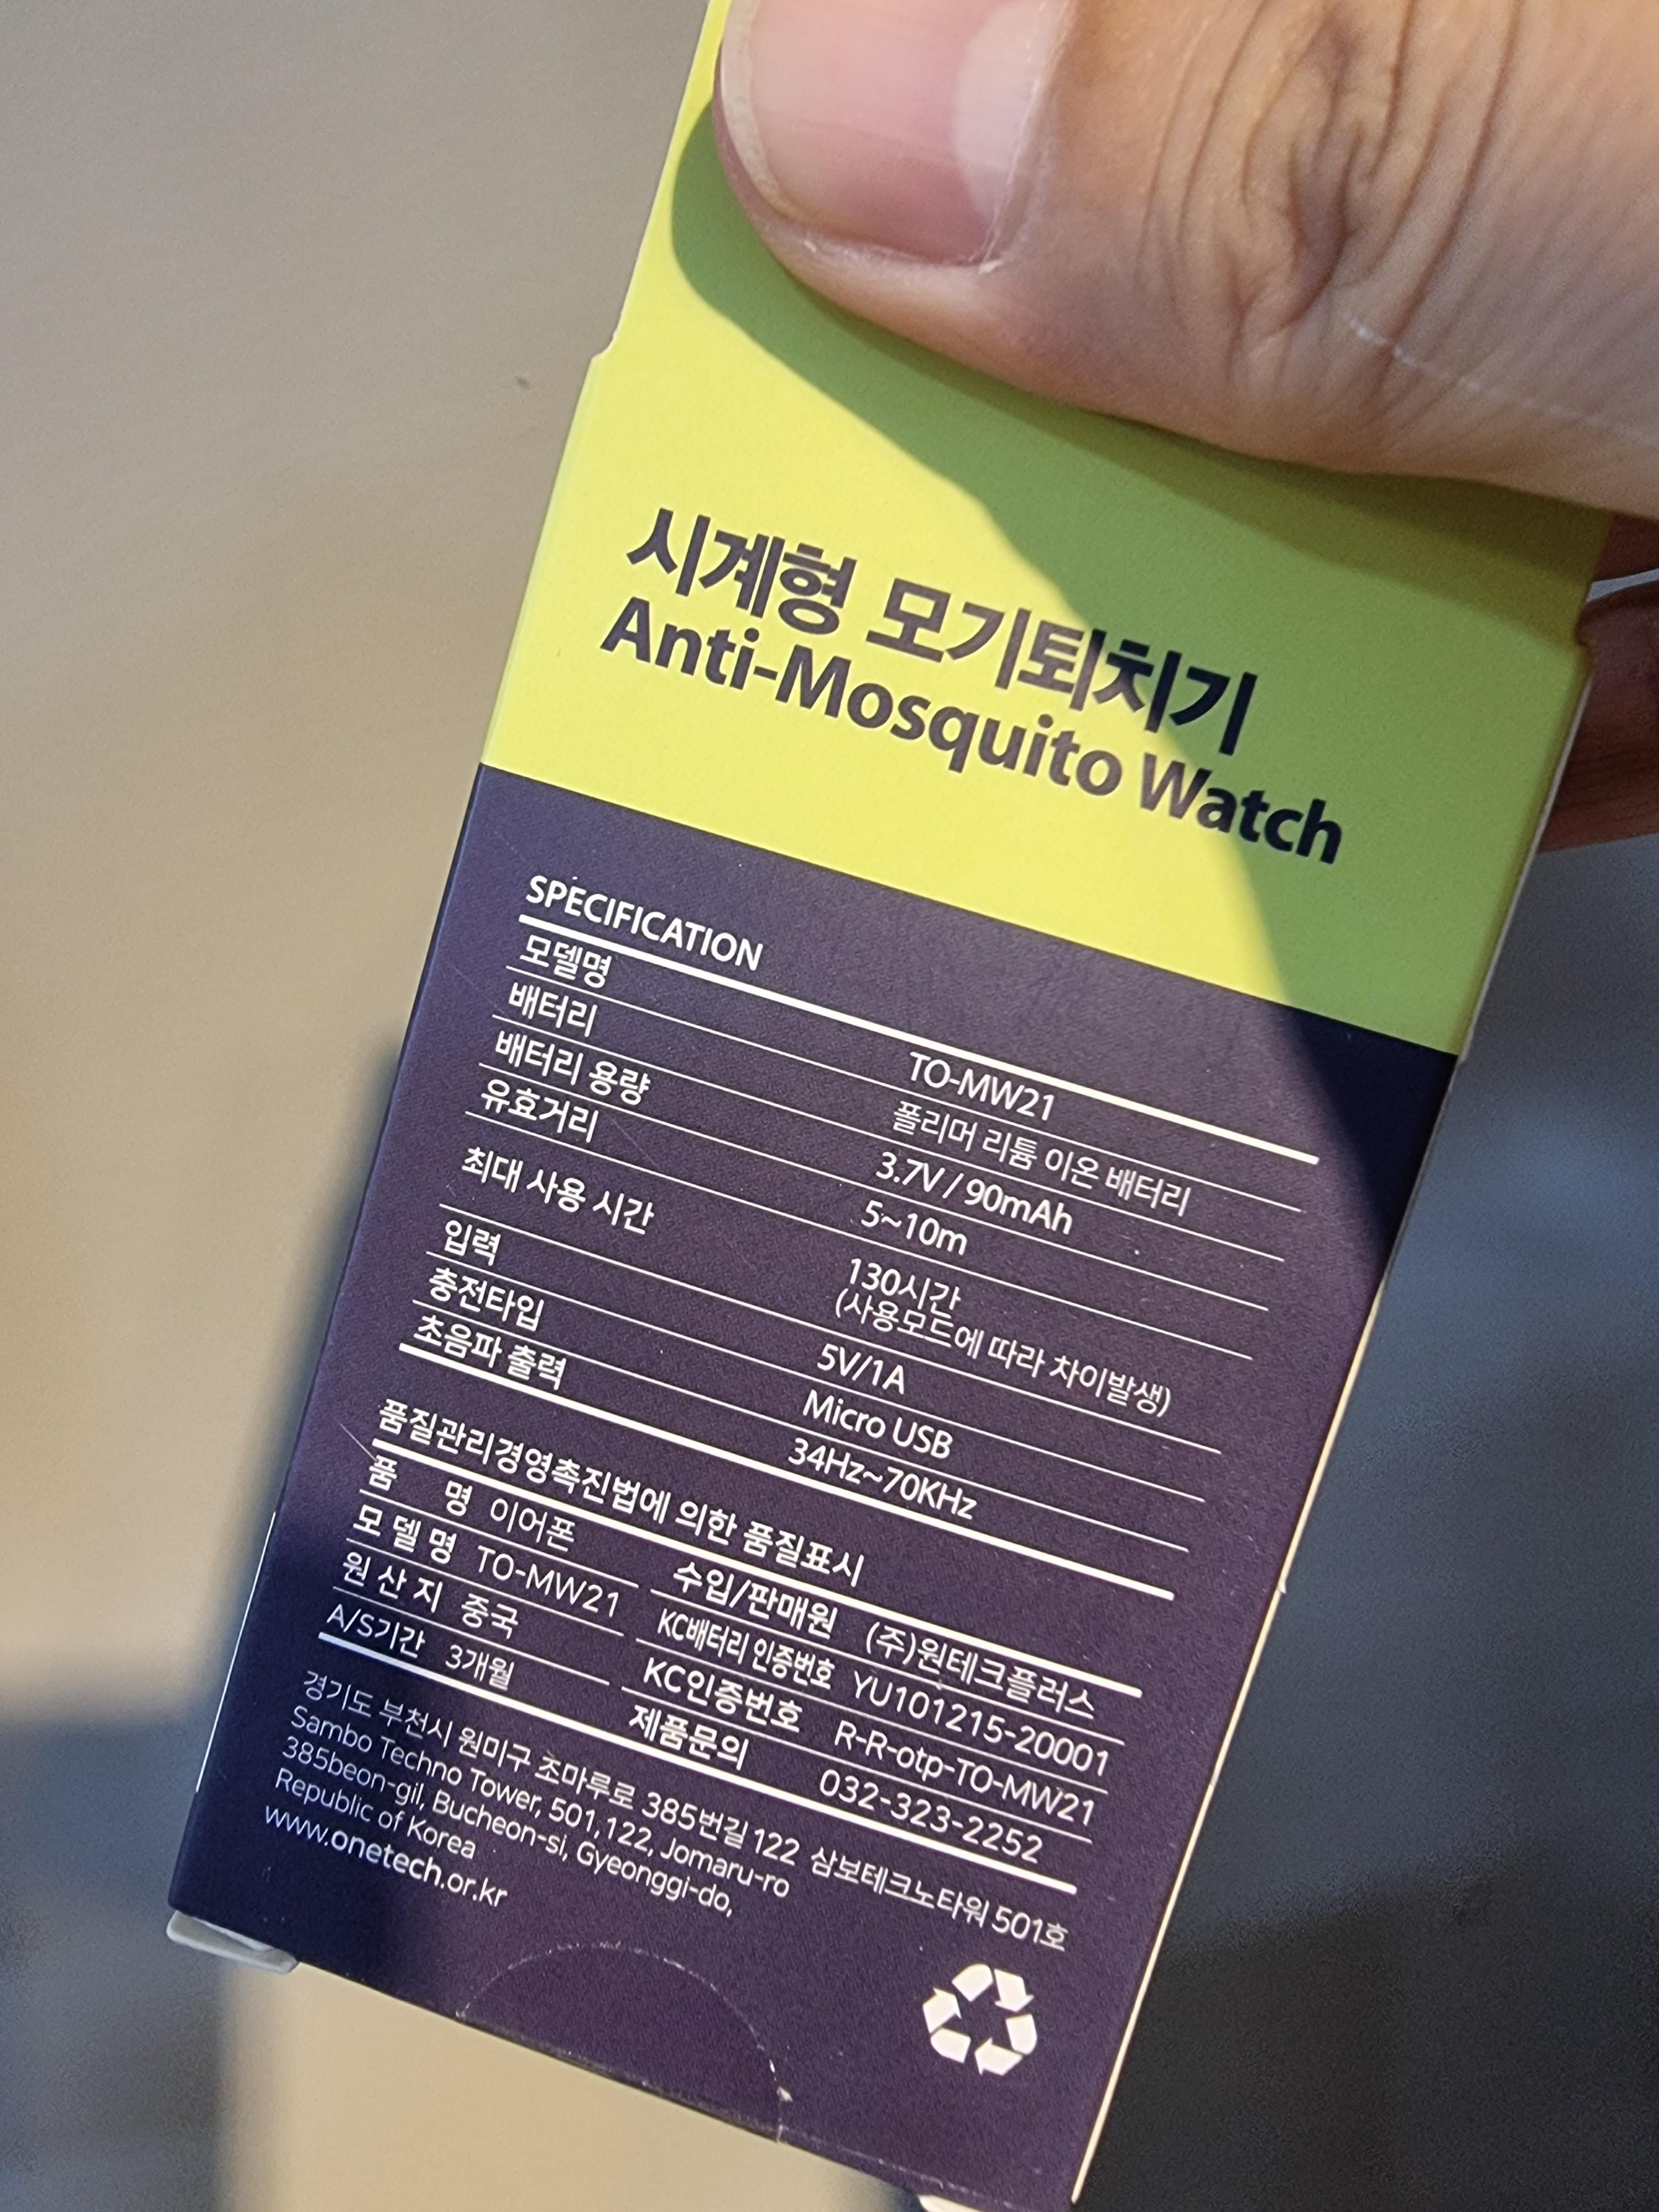 시계형 모기퇴치기
Anti-Mosquito Watch
SPECIFICATION
모델명 TO-MW21
배터리 폴리머 리튬 이온 배터리
배터리 용량 3.7V / 90mAh
유효거리 5~10m
최대 사용 시간 130시간
(사용모드에 따라 차이발생)
입력 5V/1A
충전타입 Micro USB
초음파 출력 34Hz~70KHz
품질관리경영촉진법에 의한 품질표시
품 명 이어폰 수입/판매원 (주)원테크플러스
모 델 명 TO-MW21 KC배터리 인증번호 YU101215-20001
원 산 지 중국 KC인증번호 R-R-otp-TO-MW21
A/S기간 3개월 제품문의 032-323-2252
경기도 부천시 원미구 조마루로 385번길 122 삼보테크노타워 501호
Sambo Techno Tower, 501,122, Jomaru-ro
385beon-gil, Bucheon-si, Gyeonggi-do,
Republic of Korea
www.onetech.or.kr